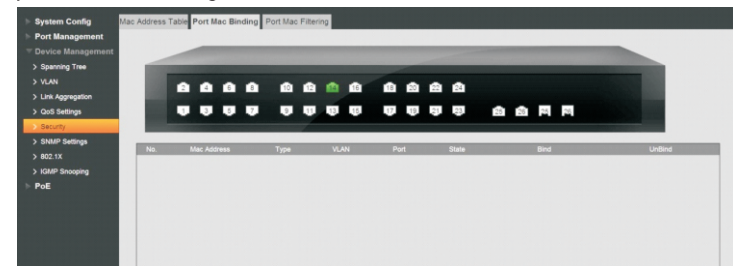 System Config
Port Management
Device Management
Spanning Tree
VLAN
Link Aggregation
QoS Settings
Security
SNMP Settings
802.1X
IGMP Snooping
PoE
Mac Address Table Port Mac Binding Port Mac Filtering
2 4 6 8 10 12 14 16 18 20 22 24
1 3 5 7 9 11 13 15 17 19 21 23 25 26
No. Mac Address Type VLAN Port State Bind UnBind